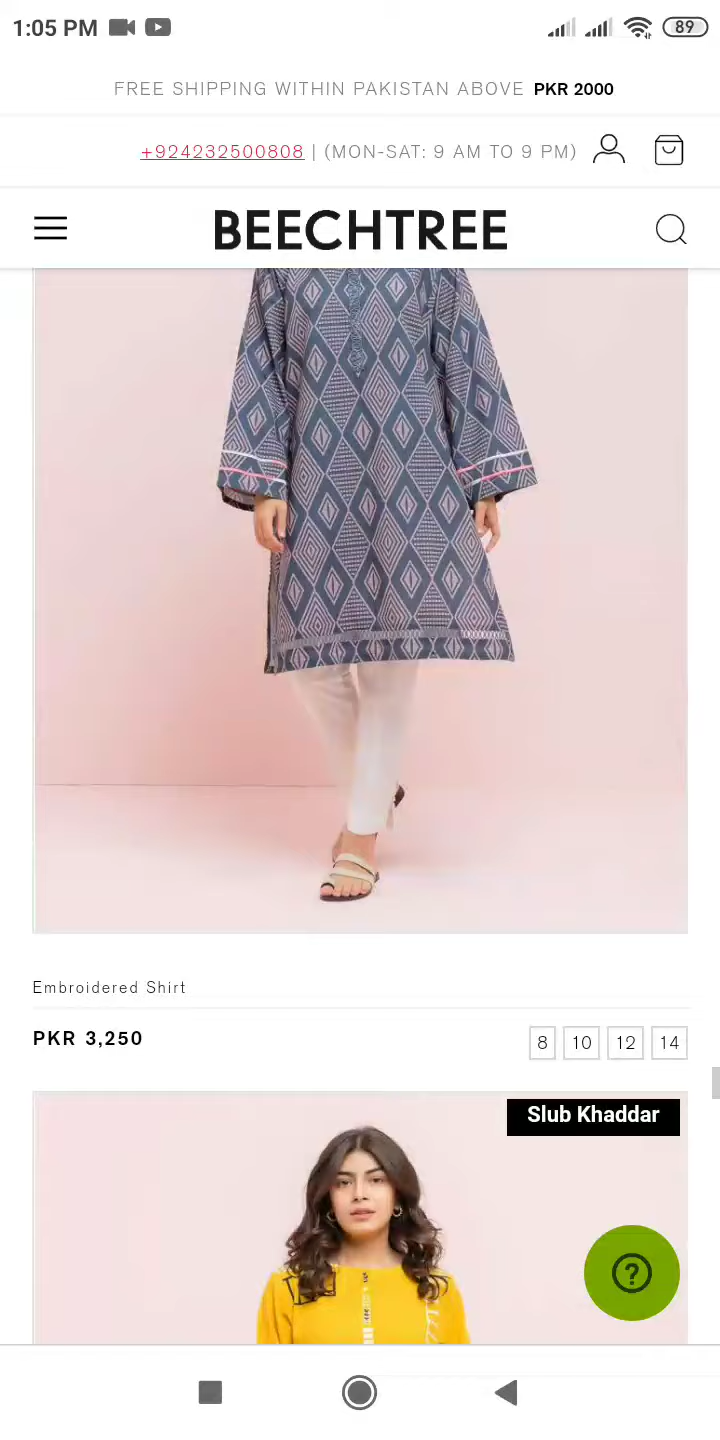 1:05 PM 89
FREE SHIPPING WITHIN PAKISTAN ABOVE PKR 2000
+924232500808 | (MON-SAT: 9 AM TO 9 PM)
BEECHTREE
Embroidered Shirt
PKR 3,250 8 10 12 14
Slub Khaddar
?